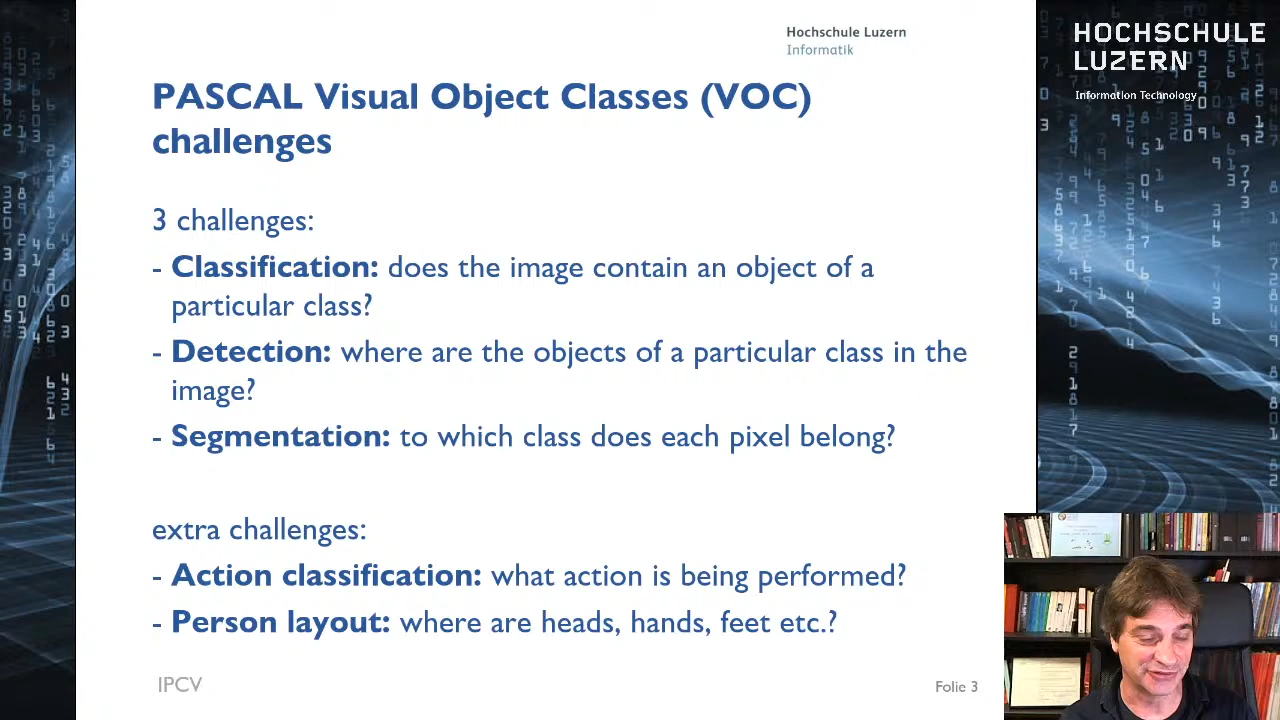 Hochschule Luzern
Informatik
HOCHSCHULE
LUZERN
Information Technology
PASCAL Visual Object Classes (VOC)
challenges
3 challenges:
- Classification: does the image contain an object of a
particular class?
- Detection: where are the objects of a particular class in the
image?
- Segmentation: to which class does each pixel belong?
extra challenges:
- Action classification: what action is being performed?
- Person layout: where are heads, hands, feet etc.?
IPCV
Folie 3